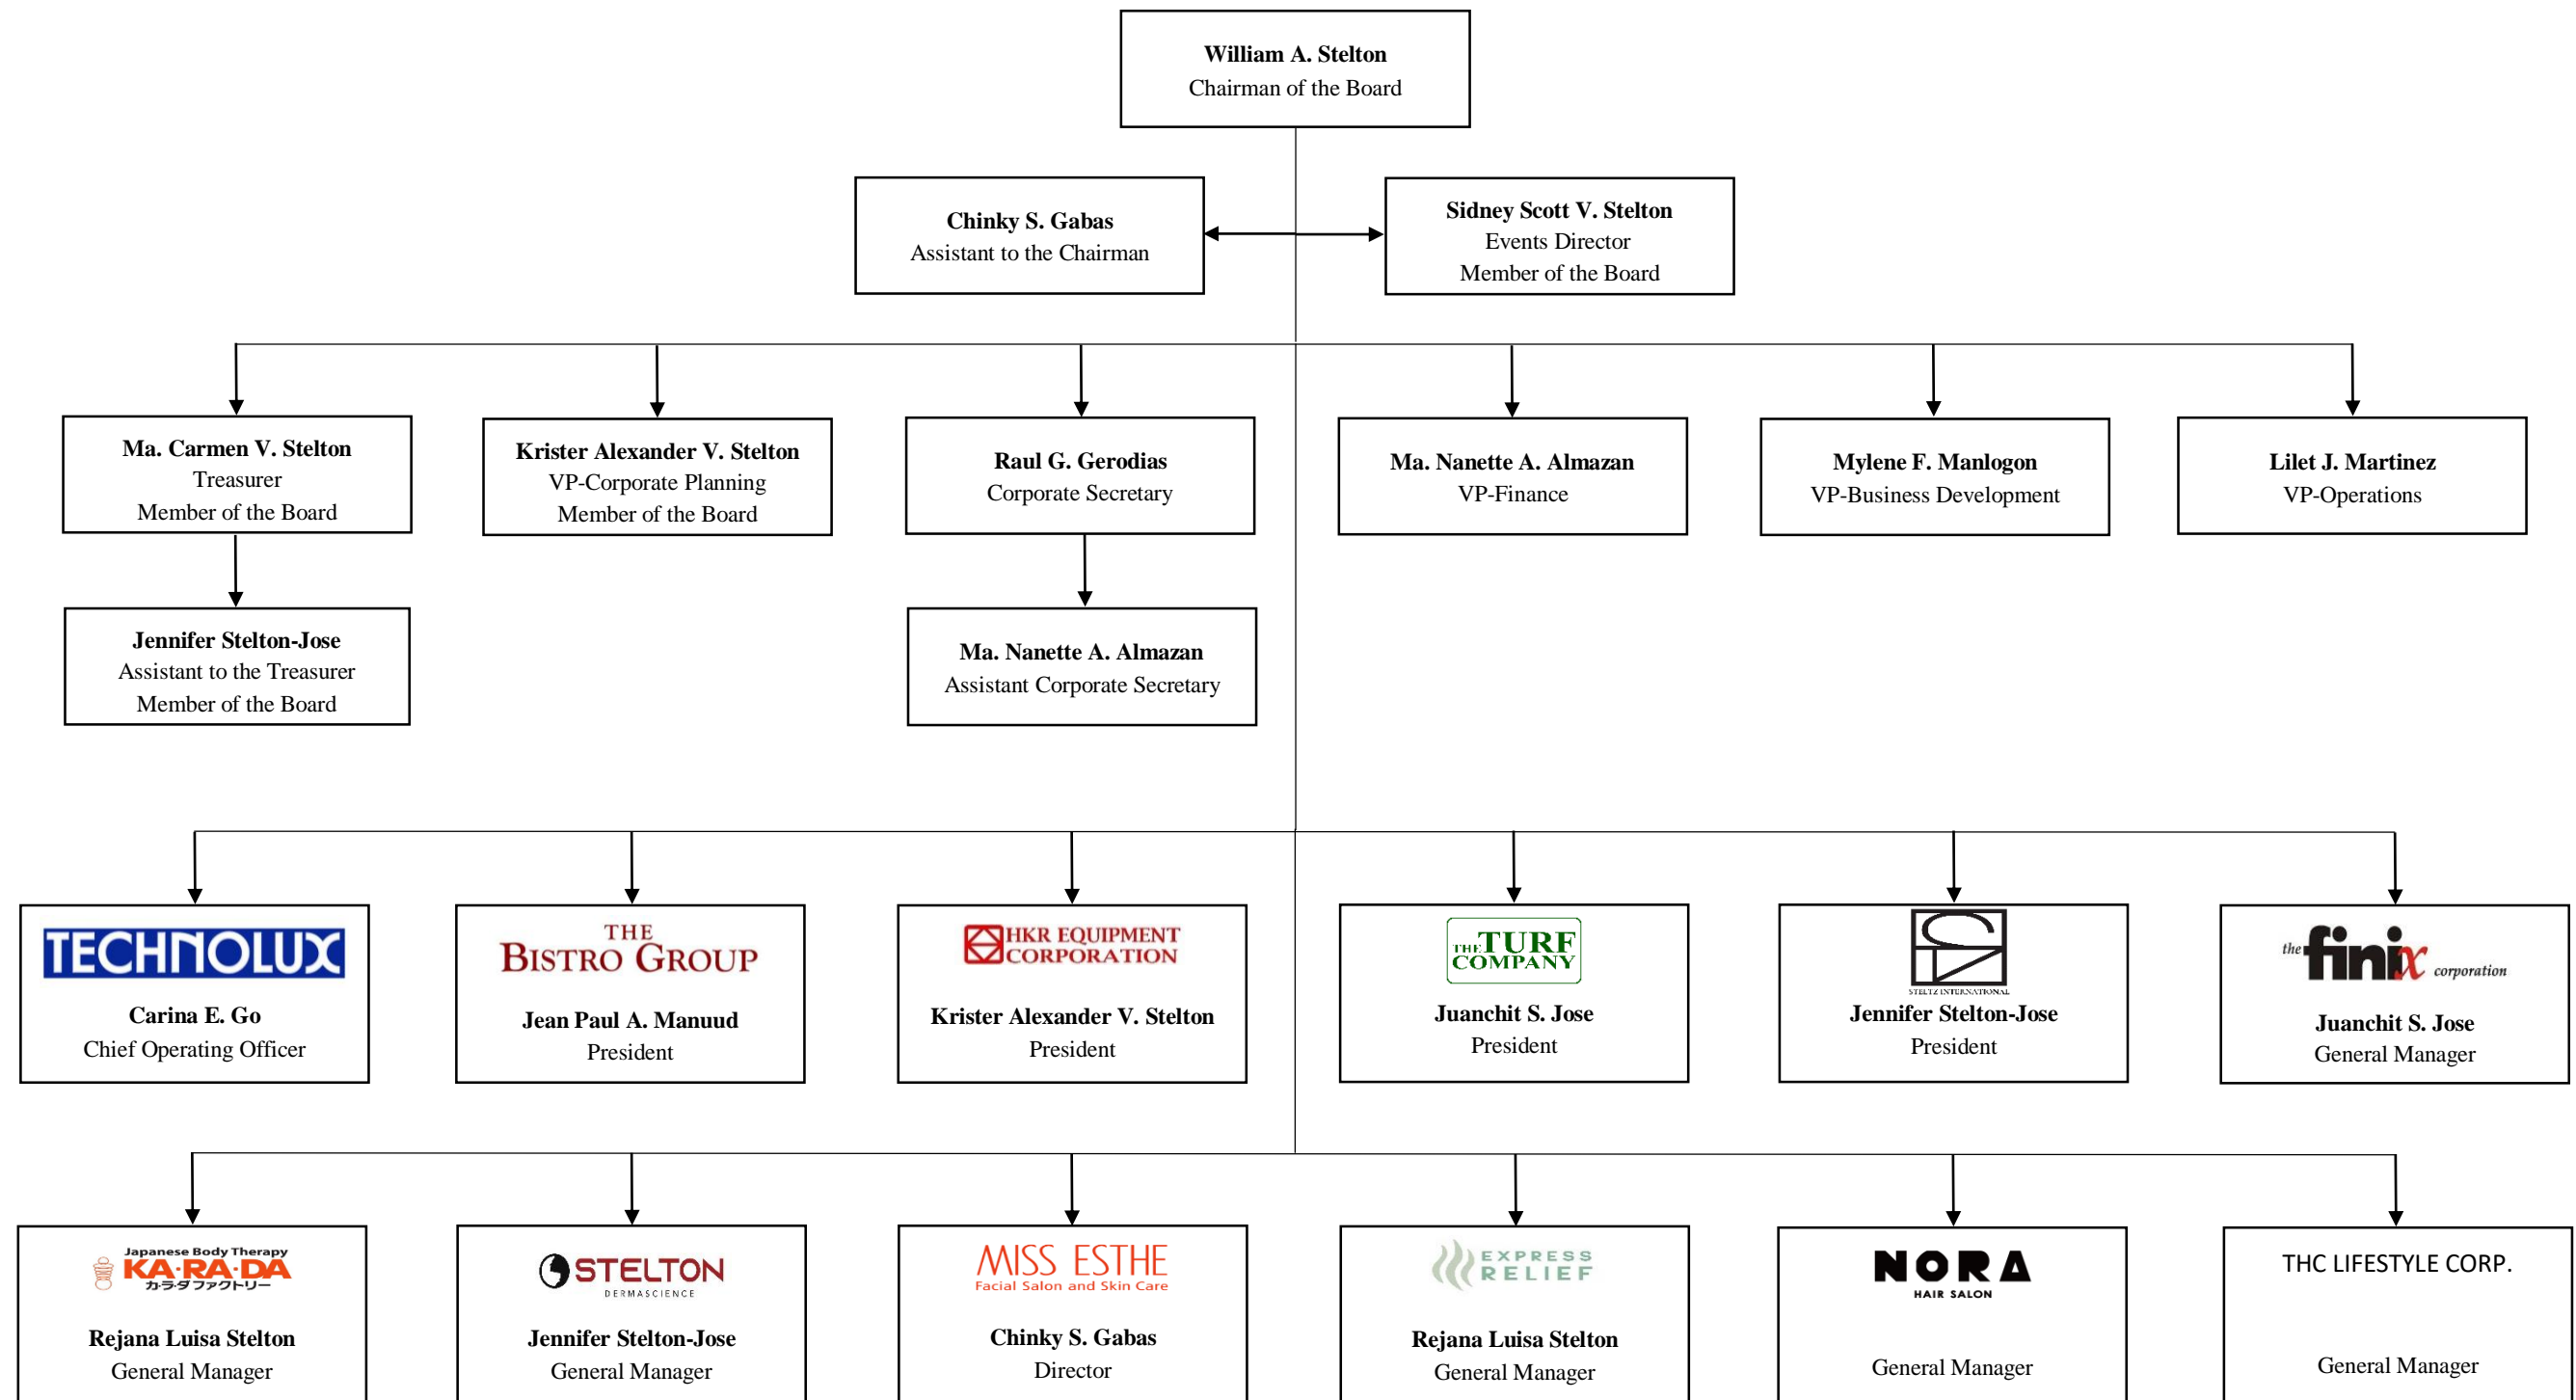 William A. Stelton
Chairman of the Board
Chinky S. Gabas
Assistant to the Chairman
Sidney Scott V. Stelton
Events Director
Member of the Board
Ma. Carmen V. Stelton
Treasurer
Member of the Board
Krister Alexander V. Stelton
VP-Corporate Planning
Member of the Board
Raul G. Gerodias
Corporate Secretary
Ma. Nanette A. Almazan
VP-Finance
Mylene F. Manlogon
VP-Business Development
Lilet J. Martinez
VP-Operations
Jennifer Stelton-Jose
Assistant to the Treasurer
Member of the Board
Ma. Nanette A. Almazan
Assistant Corporate Secretary
TECHNOLUX
Carina E. Go
Chief Operating Officer
THE
BISTRO GROUP
Jean Paul A. Manuud
President
HKR EQUIPMENT
CORPORATION
Krister Alexander V. Stelton
President
THE TURF
COMPANY
Juanchit S. Jose
President
STELTZ INTERNATIONAL
Jennifer Stelton-Jose
President
the finix corporation
Juanchit S. Jose
General Manager
Japanese Body Therapy
KA·RA·DA
カ·ラ·ダ ファクトリー
Rejana Luisa Stelton
General Manager
STELTON
DERMASCIENCE
Jennifer Stelton-Jose
General Manager
MISS ESTHE
Facial Salon and Skin Care
Chinky S. Gabas
Director
EXPRESS
RELIEF
Rejana Luisa Stelton
General Manager
NORA
HAIR SALON
General Manager
THC LIFESTYLE CORP.
General Manager